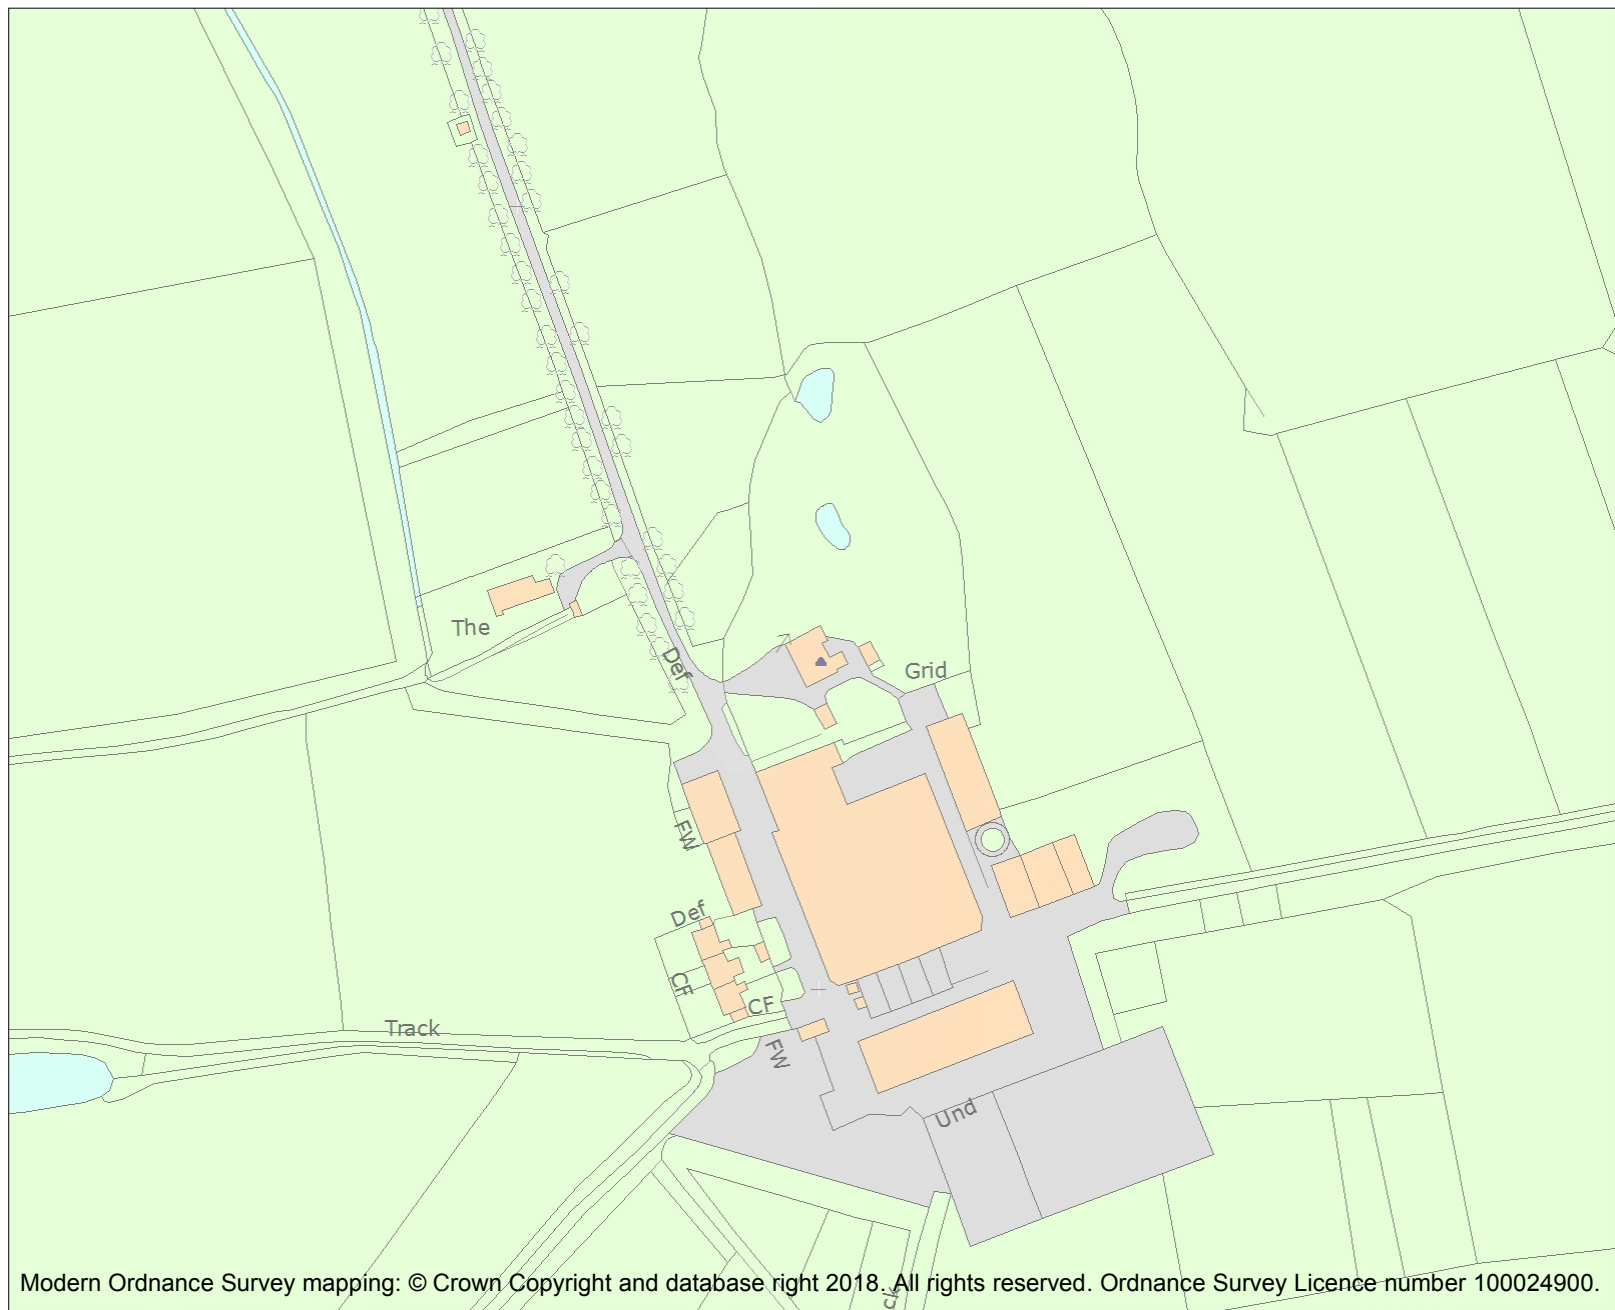 The
Def
Grid
FW
Def
CF
CF
Track
FW
Und
Modern Ordnance Survey mapping: © Crown Copyright and database right 2018. All rights reserved. Ordnance Survey Licence number 100024900.
ck